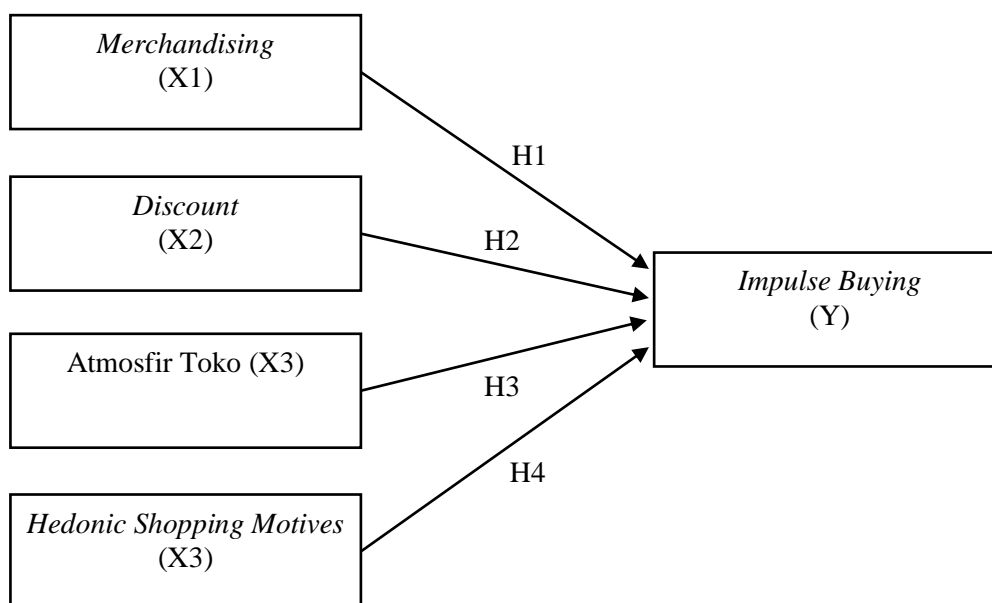 Merchandising
(X1)
H1
Discount
(X2)
H2
Impulse Buying
(Y)
Atmosfir Toko (X3)
H3
H4
Hedonic Shopping Motives
(X3)